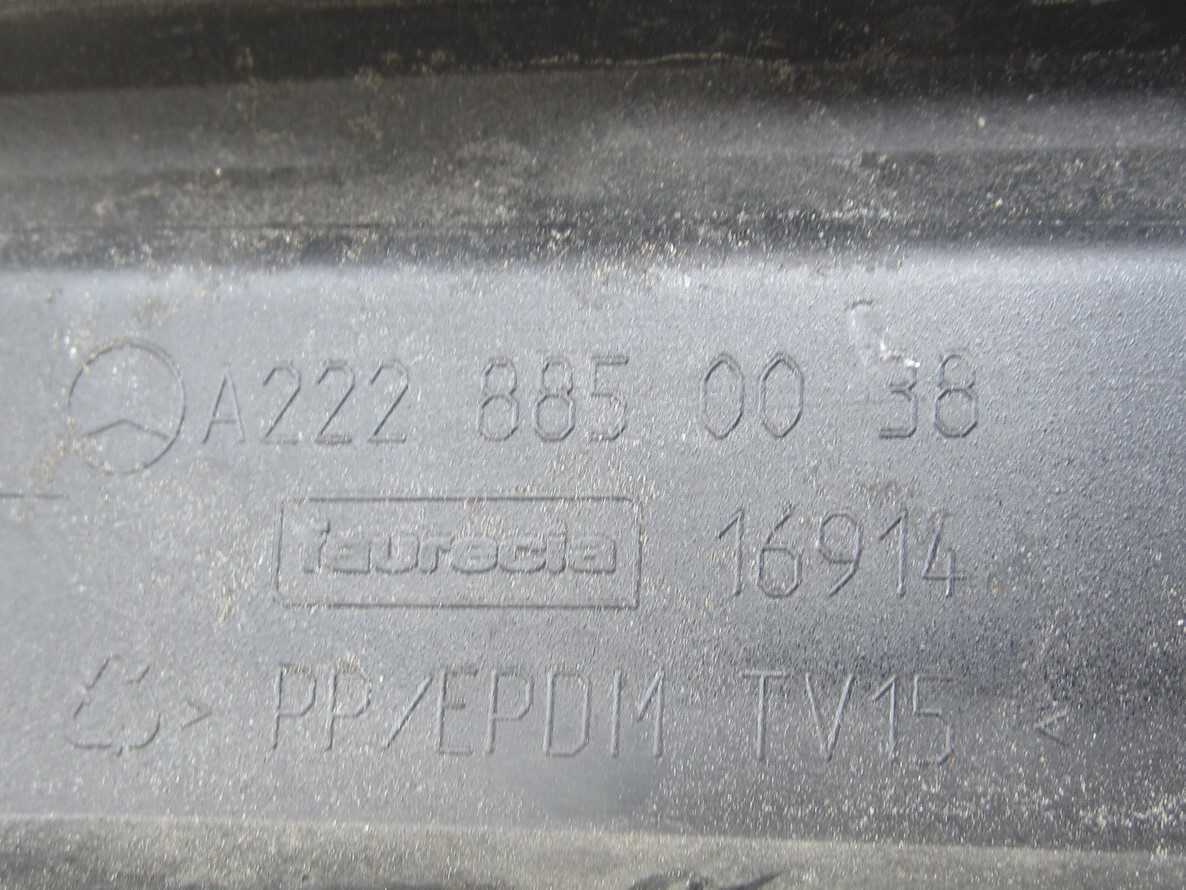 A222 885 00 38
faurecia 16914
> PP/EPDM TV15 <